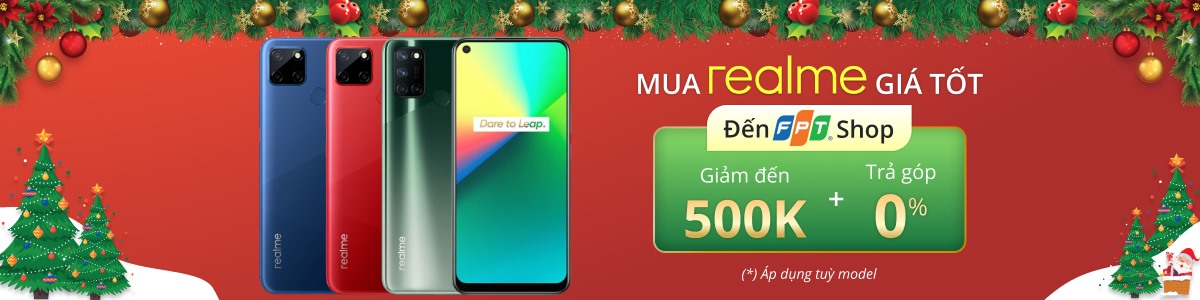 MUA realme GIÁ TỐT
Đến FPT Shop
Giảm đến
500K
+
Trả góp
0%
(*) Áp dụng tuỳ model
Dare to Leap.
realme
realme
realme